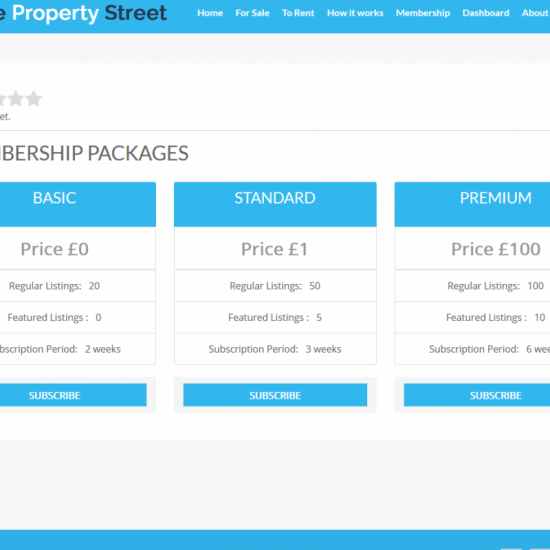 e Property Street
Home For Sale To Rent How it works Membership Dashboard About
et.
BERSHIP PACKAGES
BASIC STANDARD PREMIUM
Price £0 Price £1 Price £100
Regular Listings: 20 Regular Listings: 50 Regular Listings: 100
Featured Listings : 0 Featured Listings : 5 Featured Listings : 10
bscription Period: 2 weeks Subscription Period: 3 weeks Subscription Period: 6 wee
SUBSCRIBE SUBSCRIBE SUBSCRIBE